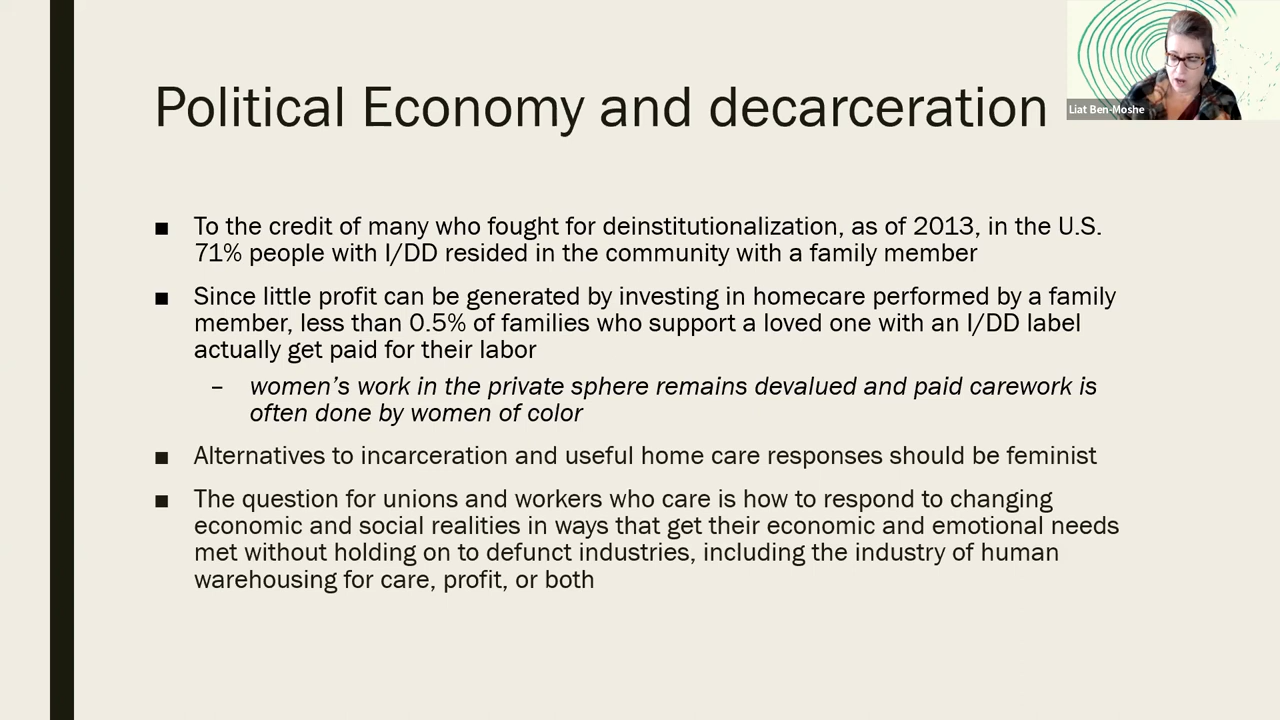 Political Economy and decarceration
Liat Ben-Moshe
■ To the credit of many who fought for deinstitutionalization, as of 2013, in the U.S.
71% people with I/DD resided in the community with a family member
■ Since little profit can be generated by investing in homecare performed by a family
member, less than 0.5% of families who support a loved one with an I/DD label
actually get paid for their labor
– women’s work in the private sphere remains devalued and paid carework is
often done by women of color
■ Alternatives to incarceration and useful home care responses should be feminist
■ The question for unions and workers who care is how to respond to changing
economic and social realities in ways that get their economic and emotional needs
met without holding on to defunct industries, including the industry of human
warehousing for care, profit, or both